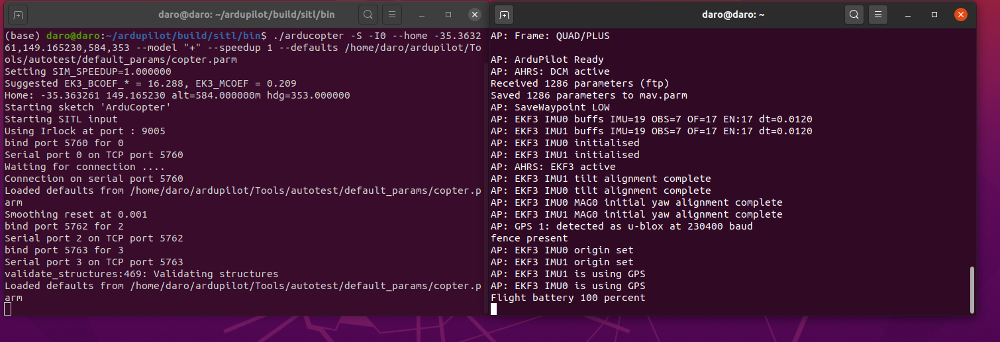 daro@daro: ~/ardupilot/build/sitl/bin
(base) daro@daro:~/ardupilot/build/sitl/bin$ ./arducopter -S -I0 --home -35.3632
61,149.165230,584,353 --model "+" --speedup 1 --defaults /home/daro/ardupilot/To
ols/autotest/default_params/copter.parm
Setting SIM_SPEEDUP=1.000000
Suggested EK3_BCOEF_* = 16.288, EK3_MCOEF = 0.209
Home: -35.363261 149.165230 alt=584.000000m hdg=353.000000
Starting sketch 'ArduCopter'
Starting SITL input
Using Irlock at port : 9005
bind port 5760 for 0
Serial port 0 on TCP port 5760
Waiting for connection ....
Connection on serial port 5760
Loaded defaults from /home/daro/ardupilot/Tools/autotest/default_params/copter.p
arm
Smoothing reset at 0.001
bind port 5762 for 2
Serial port 2 on TCP port 5762
bind port 5763 for 3
Serial port 3 on TCP port 5763
validate_structures:469: Validating structures
Loaded defaults from /home/daro/ardupilot/Tools/autotest/default_params/copter.p
arm
daro@daro: ~
AP: Frame: QUAD/PLUS
AP: ArduPilot Ready
AP: AHRS: DCM active
Received 1286 parameters (ftp)
Saved 1286 parameters to mav.parm
AP: SaveWaypoint LOW
AP: EKF3 IMU0 buffs IMU=19 OBS=7 OF=17 EN:17 dt=0.0120
AP: EKF3 IMU1 buffs IMU=19 OBS=7 OF=17 EN:17 dt=0.0120
AP: EKF3 IMU0 initialised
AP: EKF3 IMU1 initialised
AP: AHRS: EKF3 active
AP: EKF3 IMU1 tilt alignment complete
AP: EKF3 IMU0 tilt alignment complete
AP: EKF3 IMU0 MAG0 initial yaw alignment complete
AP: EKF3 IMU1 MAG0 initial yaw alignment complete
AP: GPS 1: detected as u-blox at 230400 baud
fence present
AP: EKF3 IMU0 origin set
AP: EKF3 IMU1 origin set
AP: EKF3 IMU1 is using GPS
AP: EKF3 IMU0 is using GPS
Flight battery 100 percent